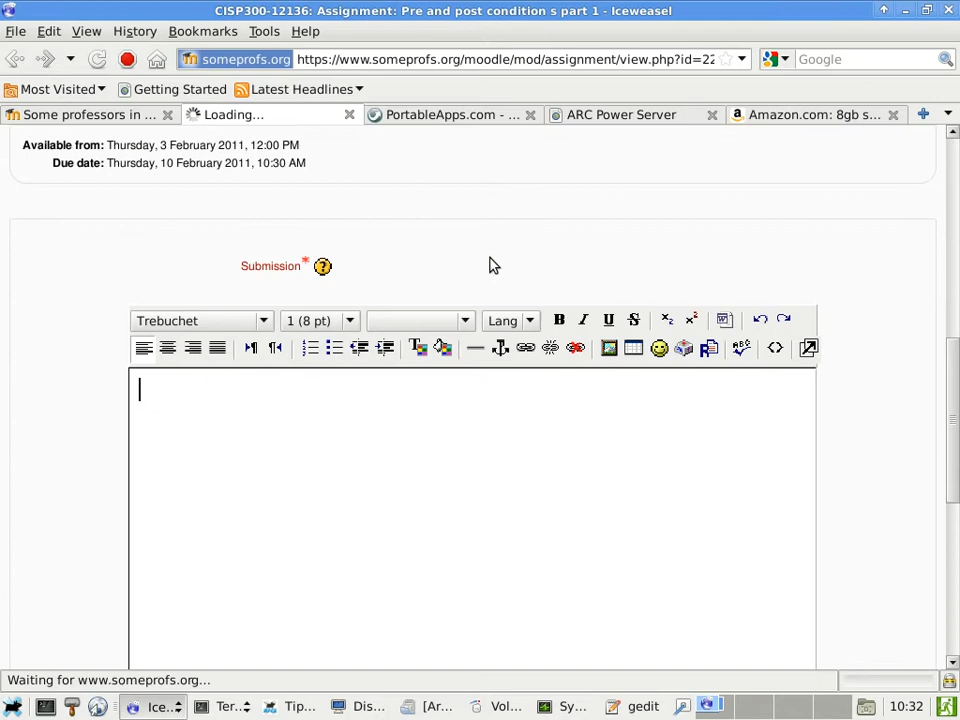 CISP300-12136: Assignment: Pre and post condition s part 1 - Iceweasel
File Edit View History Bookmarks Tools Help
someprofs.org https://www.someprofs.org/moodle/mod/assignment/view.php?id=22 Google
Most Visited Getting Started Latest Headlines
Some professors in ... Loading... PortableApps.com - ... ARC Power Server Amazon.com: 8gb s...
Available from: Thursday, 3 February 2011, 12:00 PM
Due date: Thursday, 10 February 2011, 10:30 AM
Submission* ?
Trebuchet 1 (8 pt) Lang B I U S x₂ x²
ABC <>
Waiting for www.someprofs.org...
Ice... Ter... Tip... Dis... [Ar... Vol... Sy... gedit 10:32